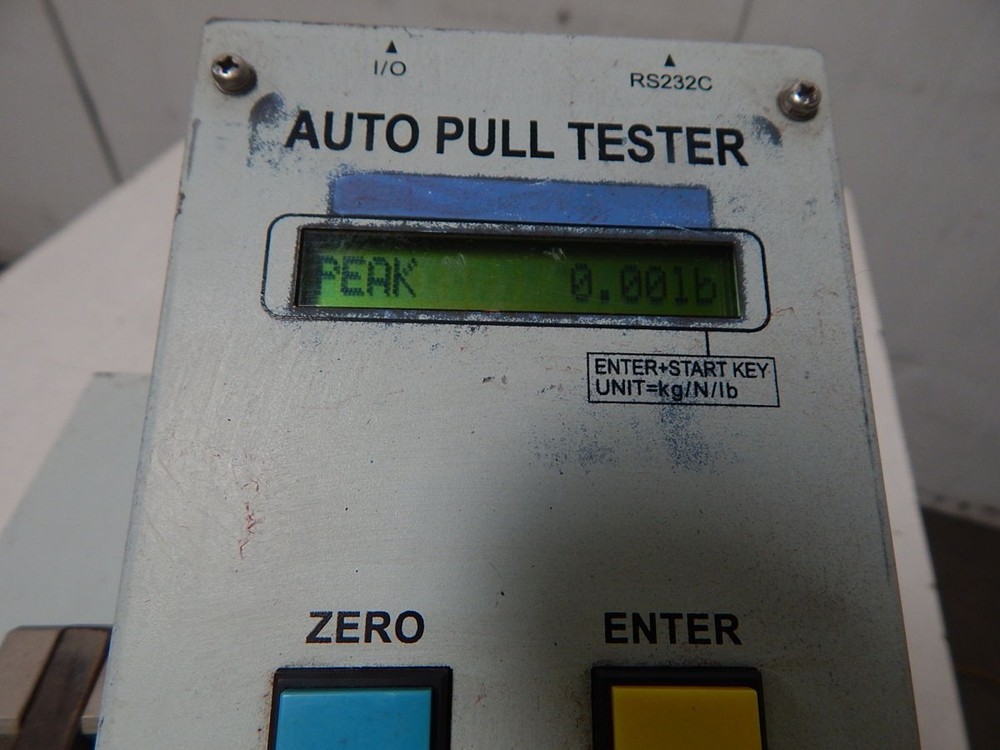 ▲ ▲
I/O RS232C
AUTO PULL TESTER
PEAK 0.00lb
ENTER+START KEY
UNIT=kg/N/lb
ZERO ENTER